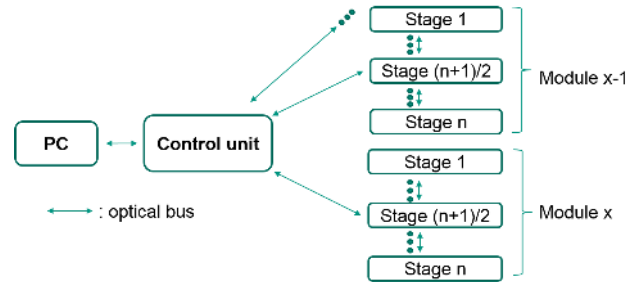 Stage 1
Stage (n+1)/2
Stage n
Module x-1
PC
Control unit
Stage 1
Stage (n+1)/2
Stage n
Module x
: optical bus